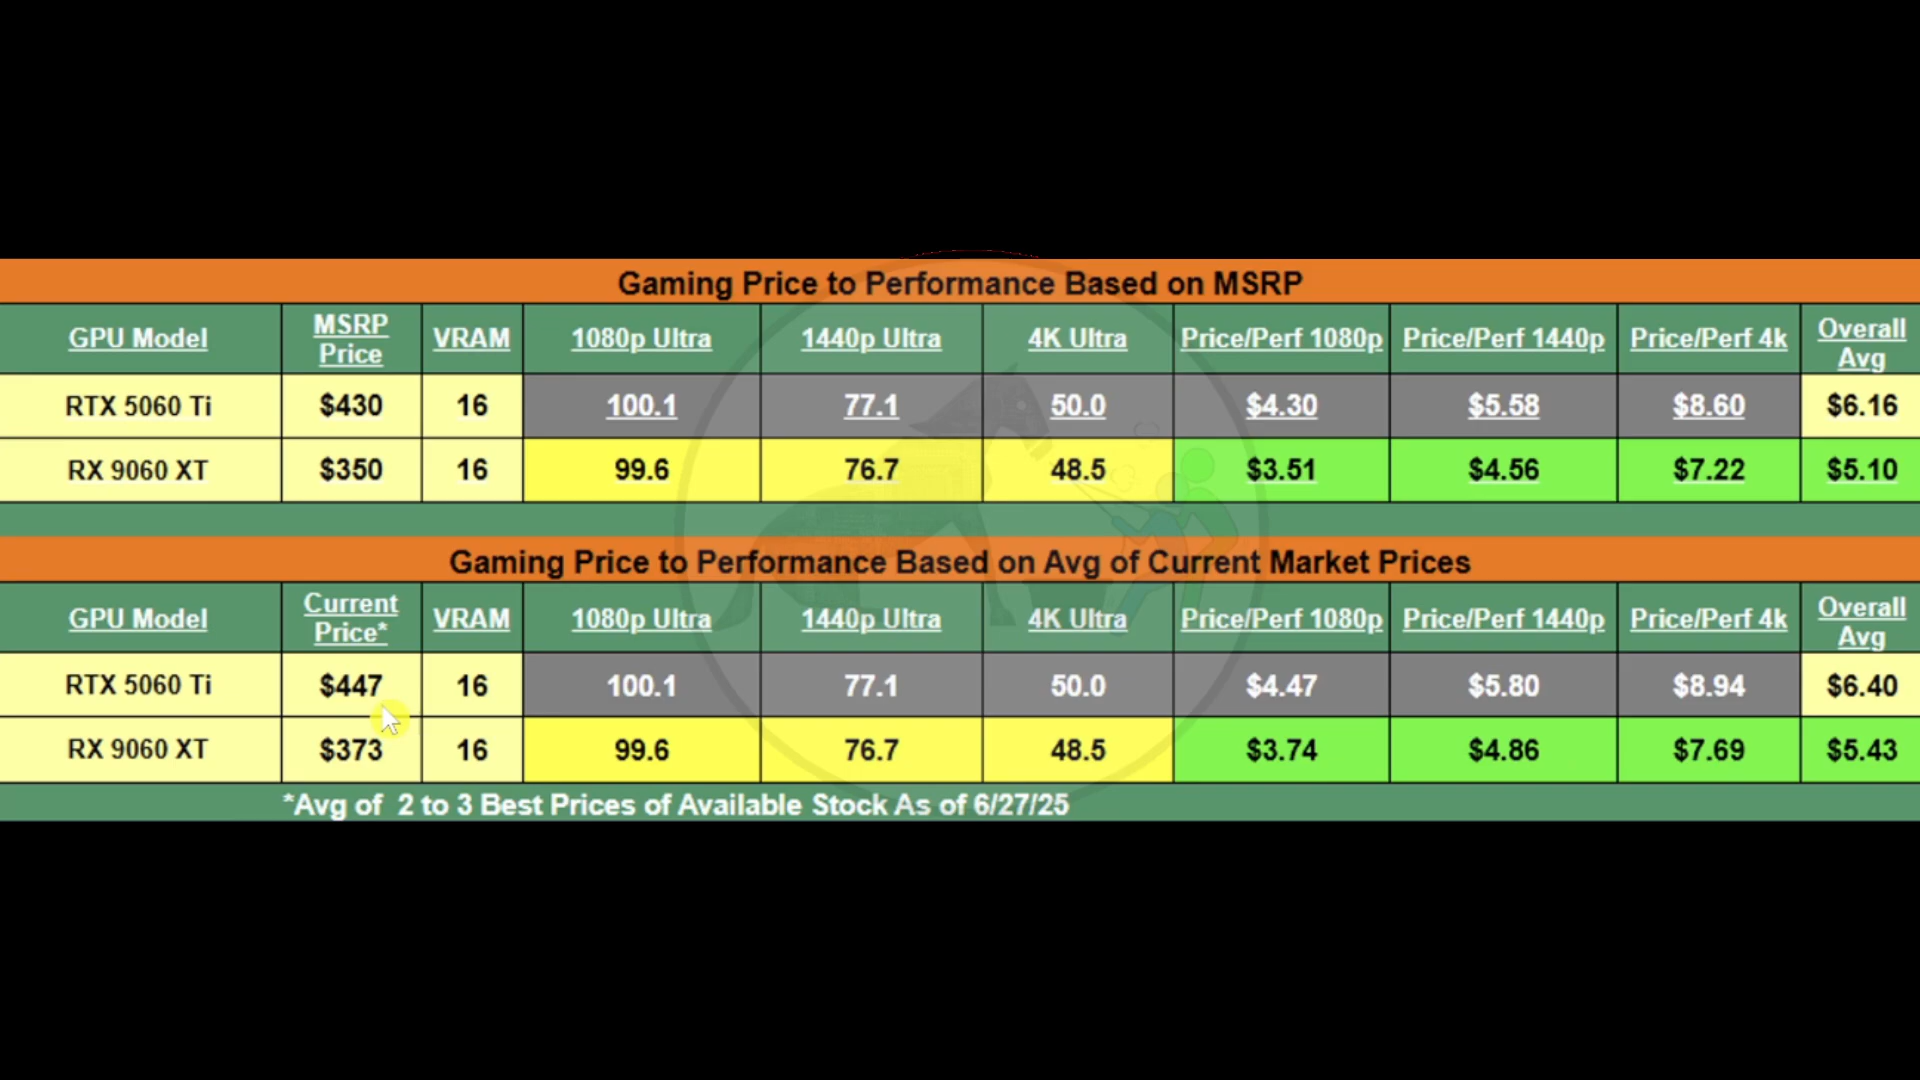 Gaming Price to Performance Based on MSRP
GPU Model MSRP Price VRAM 1080p Ultra 1440p Ultra 4K Ultra Price/Perf 1080p Price/Perf 1440p Price/Perf 4k Overall Avg
RTX 5060 Ti $430 16 100.1 77.1 50.0 $4.30 $5.58 $8.60 $6.16
RX 9060 XT $350 16 99.6 76.7 48.5 $3.51 $4.56 $7.22 $5.10
Gaming Price to Performance Based on Avg of Current Market Prices
GPU Model Current Price* VRAM 1080p Ultra 1440p Ultra 4K Ultra Price/Perf 1080p Price/Perf 1440p Price/Perf 4k Overall Avg
RTX 5060 Ti $447 16 100.1 77.1 50.0 $4.47 $5.80 $8.94 $6.40
RX 9060 XT $373 16 99.6 76.7 48.5 $3.74 $4.86 $7.69 $5.43
*Avg of 2 to 3 Best Prices of Available Stock As of 6/27/25